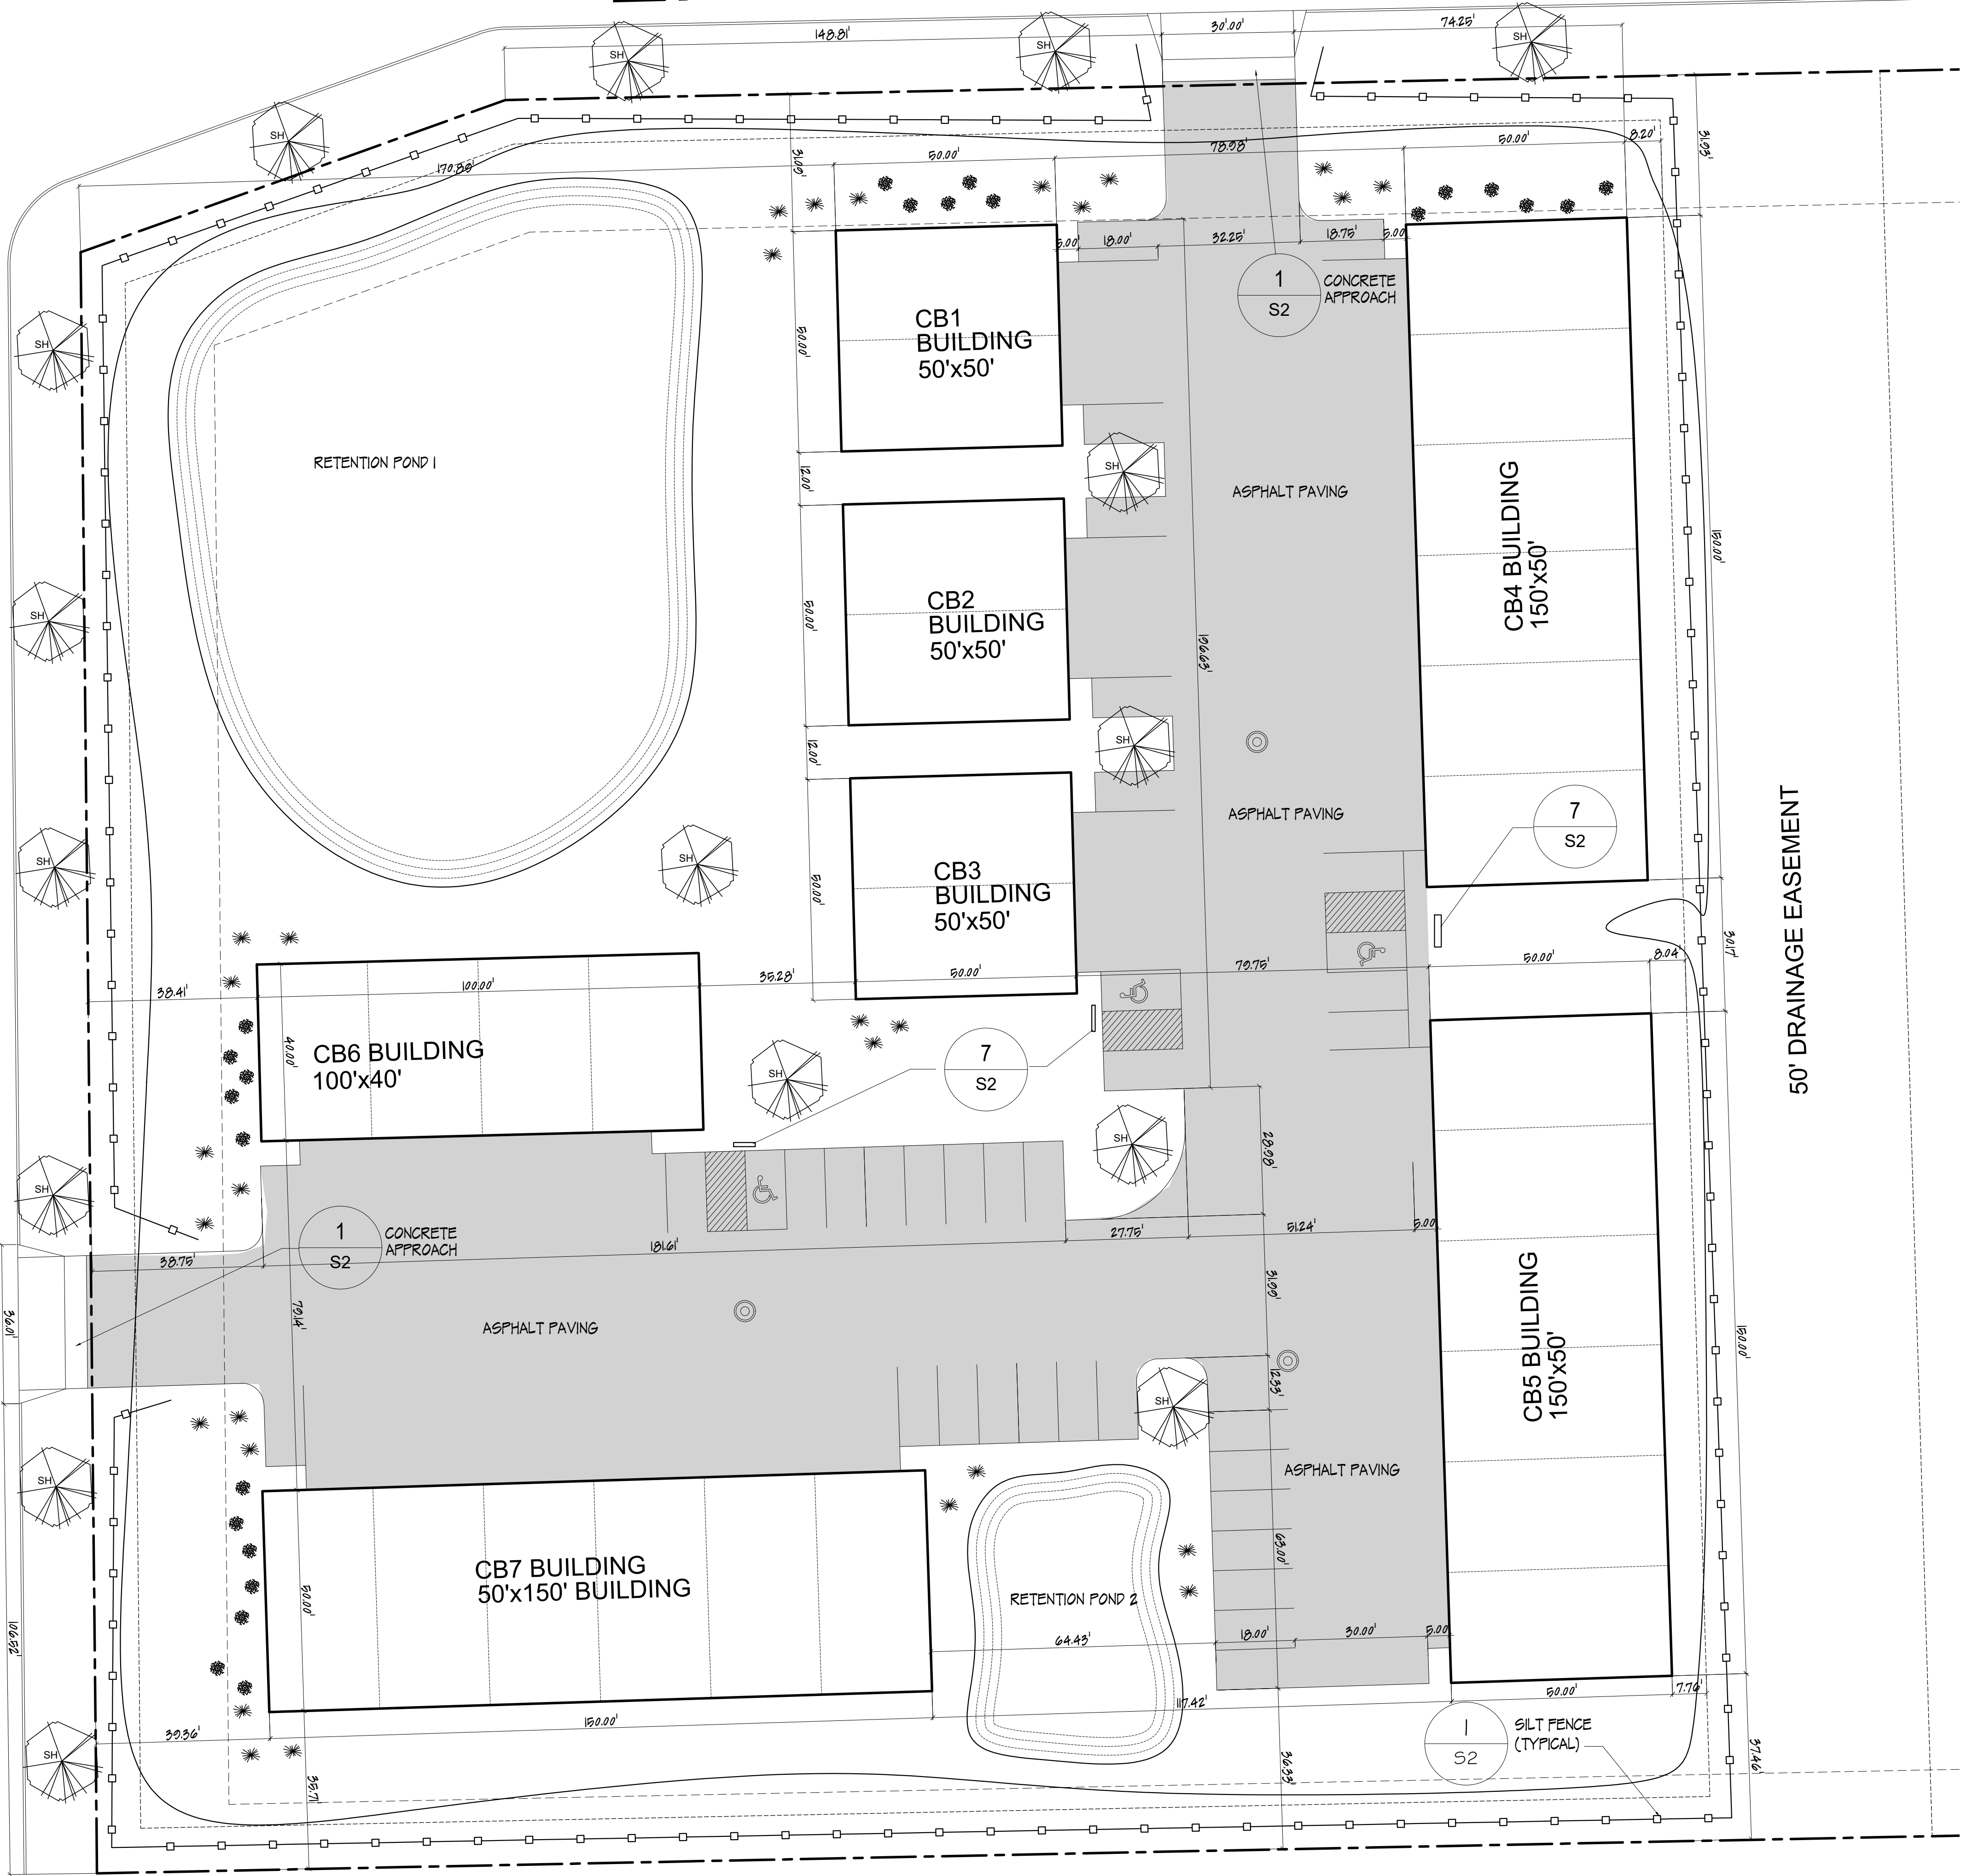 148.81'
30'.00'
74.25'
SH
SH
SH
SH
170.86'
31.09'
50.00'
78.98'
50.00'
8.20'
31.93'
5.00'
18.00'
32.25'
18.75'
5.00'
1
S2
CONCRETE
APPROACH
CB1
BUILDING
50'x50'
50.00'
SH
RETENTION POND 1
12.00'
SH
ASPHALT PAVING
CB4 BUILDING
150'x50'
150.00'
CB2
BUILDING
50'x50'
50.00'
SH
196.63'
12.00'
SH
ASPHALT PAVING
7
S2
50' DRAINAGE EASEMENT
CB3
BUILDING
50'x50'
50.00'
SH
SH
30.17'
38.41'
100.00'
35.28'
50.00'
79.75'
50.00'
8.04'
CB6 BUILDING
100'x40'
40.00'
7
S2
SH
SH
28.98'
SH
1
S2
CONCRETE
APPROACH
38.75'
181.61'
27.75'
51.24'
5.00'
36.01'
79.14'
31.99'
ASPHALT PAVING
12.33'
SH
CB5 BUILDING
150'x50'
150.00'
SH
ASPHALT PAVING
CB7 BUILDING
50'x150' BUILDING
50.00'
63.00'
RETENTION POND 2
106.52'
64.43'
18.00'
30.00'
5.00'
39.36'
150.00'
117.42'
50.00'
7.76'
1
S2
SILT FENCE
(TYPICAL)
SH
35.71'
36.33'
37.46'